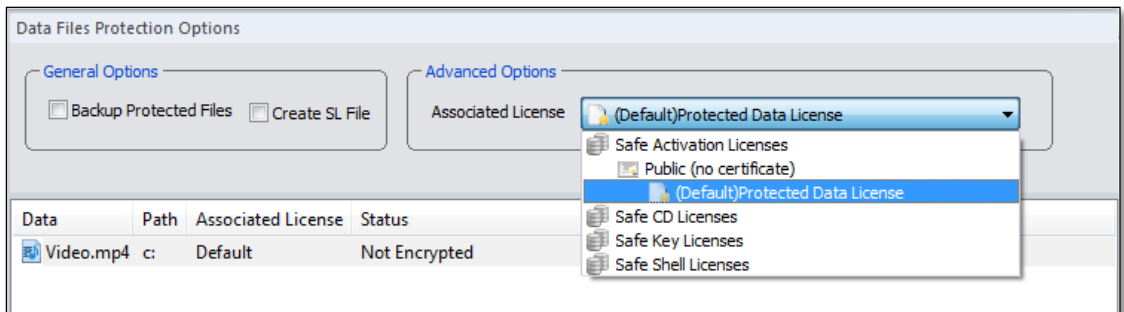 Data Files Protection Options
General Options
Advanced Options
Backup Protected Files
Create SL File
Associated License
(Default)Protected Data License
Safe Activation Licenses
Public (no certificate)
(Default)Protected Data License
Safe CD Licenses
Safe Key Licenses
Safe Shell Licenses
Data Path Associated License Status
Video.mp4 c: Default Not Encrypted